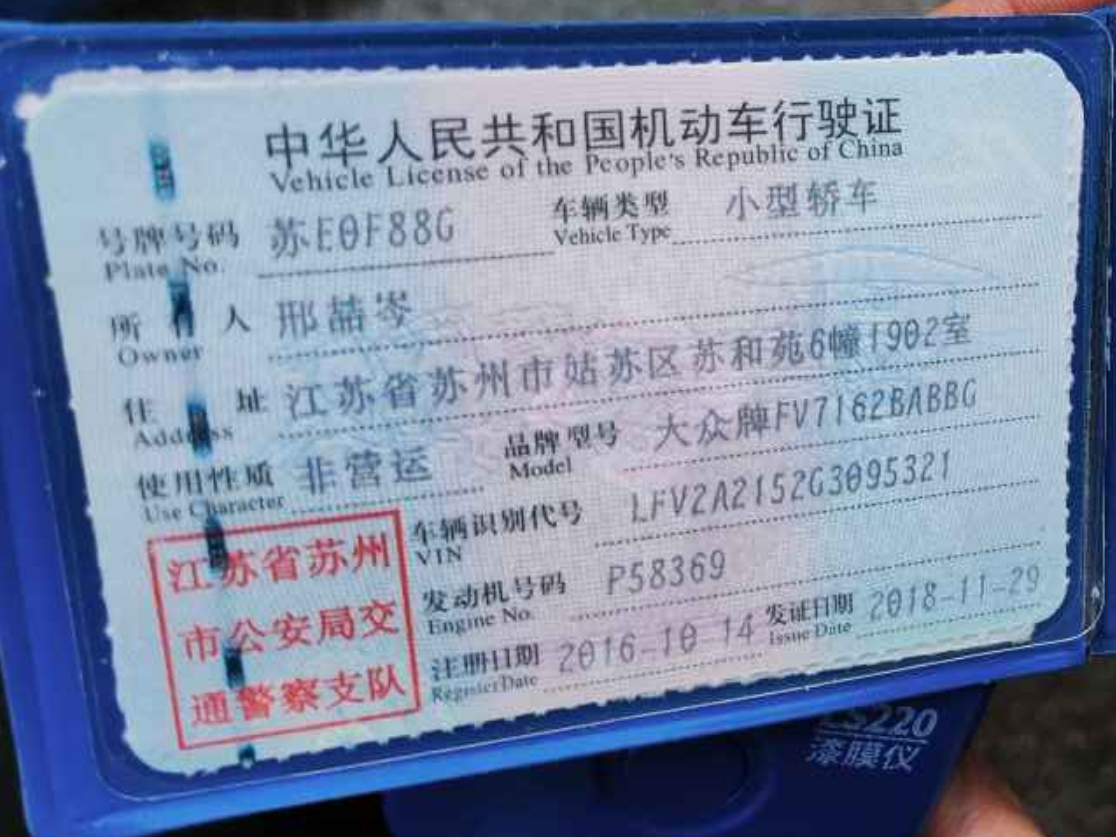 中华人民共和国机动车行驶证
Vehicle License of the People's Republic of China
号牌号码 苏E0F88G 车辆类型 小型轿车
Plate No. Vehicle Type
所有人 邢喆岑
Owner
住址 江苏省苏州市姑苏区苏和苑6幢1902室
Address
使用性质 非营运 品牌型号 大众牌FV7162BABBG
Use Character Model
车辆识别代号 LFV2A2152G3095321
VIN
发动机号码 P58369
Engine No.
注册日期 2016-10-14 发证日期 2018-11-29
Register Date Issue Date
江苏省苏州
市公安局交
通警察支队
LS220
漆膜仪